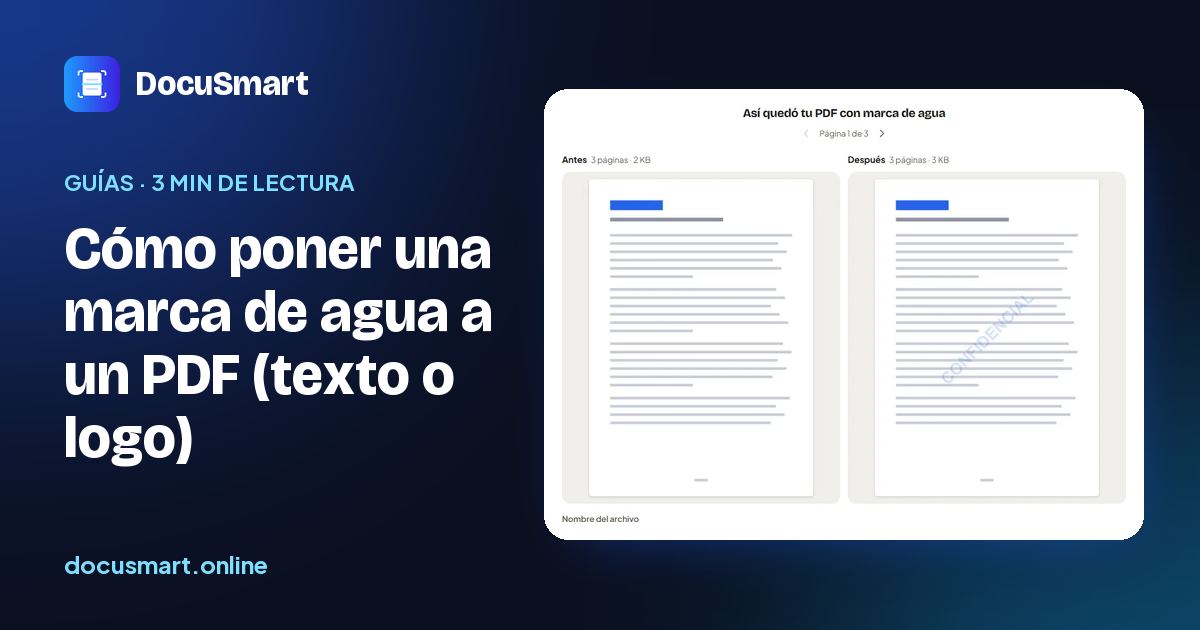 DocuSmart
GUÍAS · 3 MIN DE LECTURA
Cómo poner una
marca de agua a
un PDF (texto o
logo)
docusmart.online
Así quedó tu PDF con marca de agua
Página 1 de 3
Antes 3 páginas · 2 KB
Después 3 páginas · 3 KB
CONFIDENCIAL
Nombre del archivo